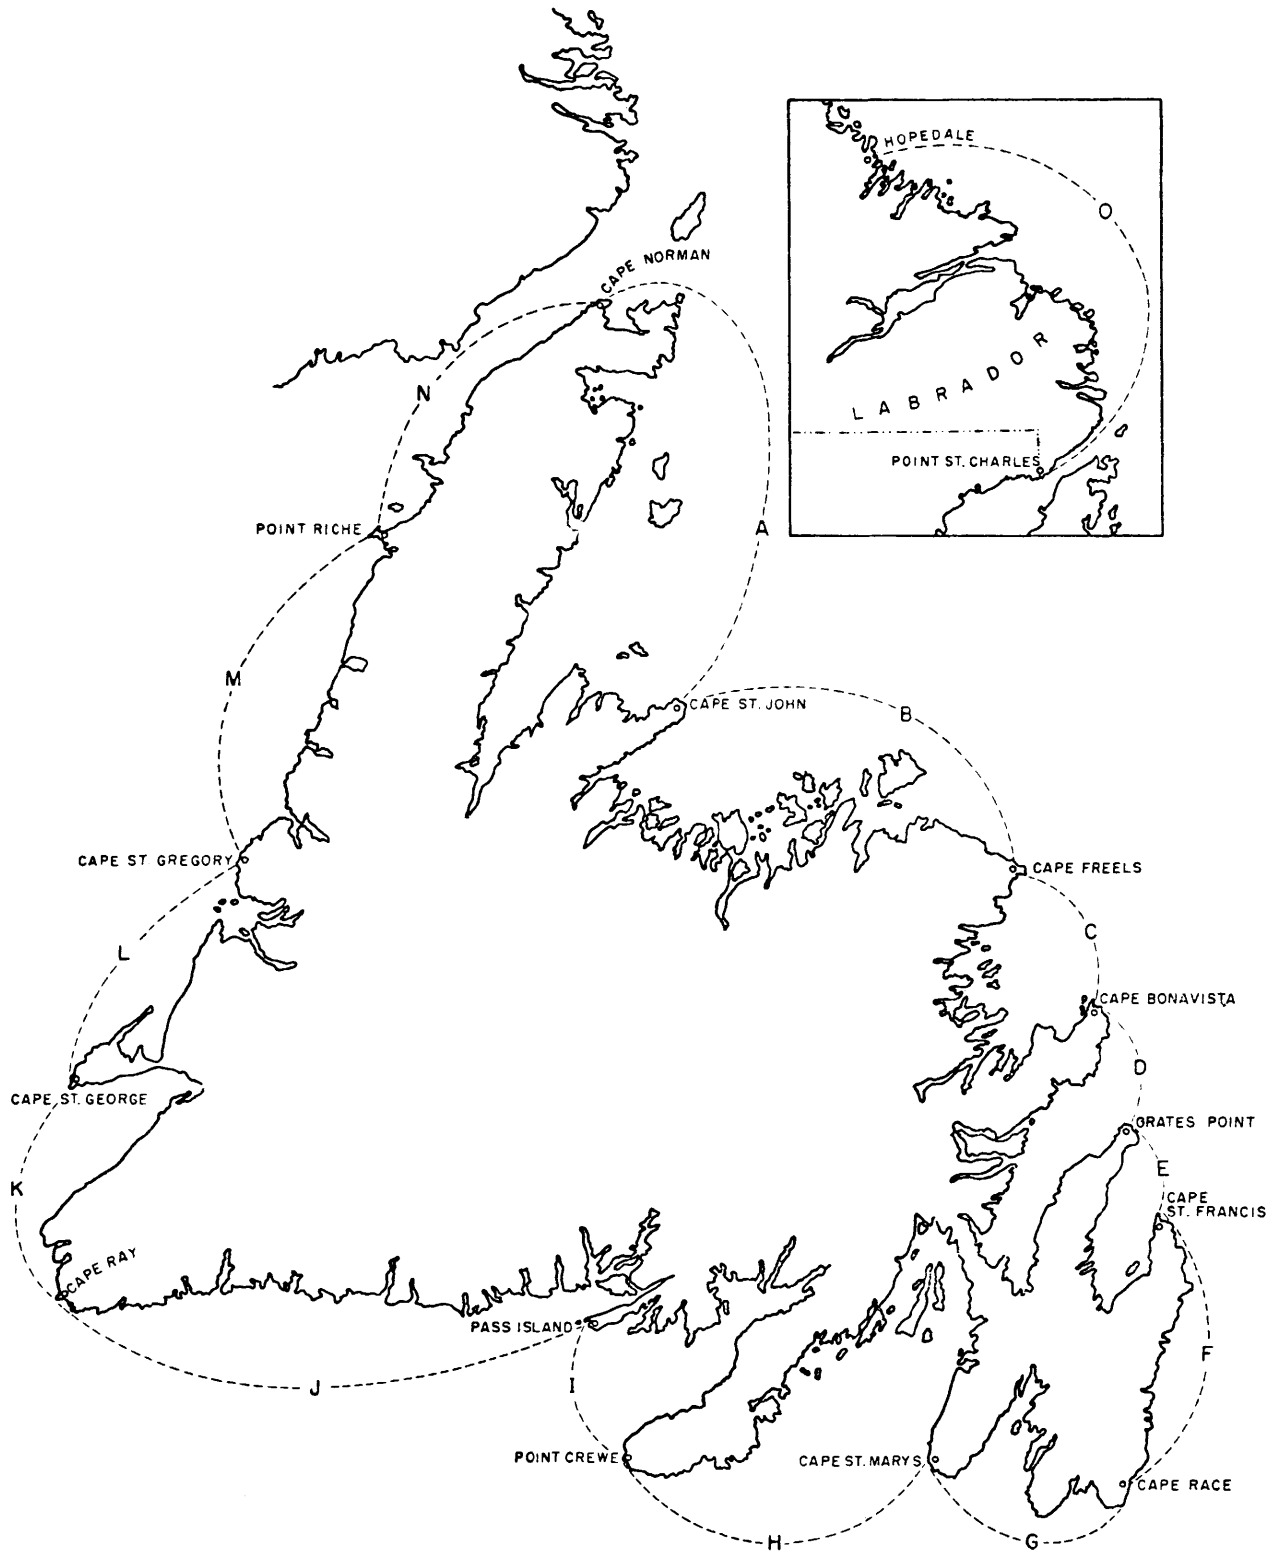 HOPEDALE
O
CAPE NORMAN
LABRADOR
N
POINT ST. CHARLES
POINT RICHE
A
M
CAPE ST. JOHN
B
CAPE ST. GREGORY
CAPE FREELS
C
L
CAPE BONAVISTA
D
CAPE ST. GEORGE
GRATES POINT
E
K
CAPE
ST. FRANCIS
CAPE RAY
PASS ISLAND
F
J
I
POINT CREWE
CAPE ST. MARYS
CAPE RACE
H
G